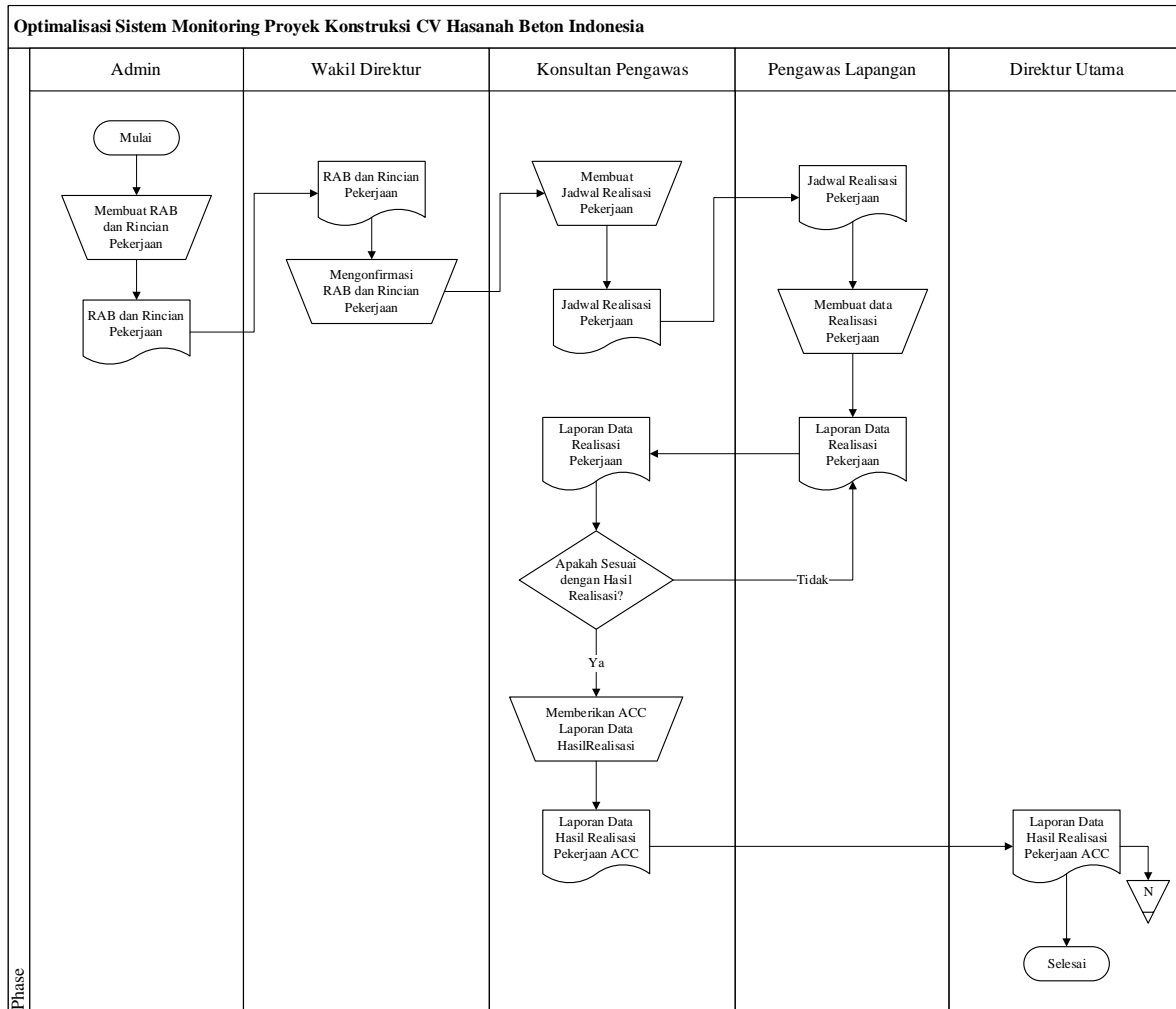 Optimalisasi Sistem Monitoring Proyek Konstruksi CV Hasanah Beton Indonesia
Admin
Wakil Direktur
Konsultan Pengawas
Pengawas Lapangan
Direktur Utama
Mulai
Membuat RAB
dan Rincian
Pekerjaan
RAB dan Rincian
Pekerjaan
RAB dan Rincian
Pekerjaan
Mengonfirmasi
RAB dan Rincian
Pekerjaan
Membuat
Jadwal Realisasi
Pekerjaan
Jadwal Realisasi
Pekerjaan
Jadwal Realisasi
Pekerjaan
Membuat data
Realisasi
Pekerjaan
Laporan Data
Realisasi
Pekerjaan
Laporan Data
Realisasi
Pekerjaan
Apakah Sesuai
dengan Hasil
Realisasi?
Tidak
Ya
Memberikan ACC
Laporan Data
HasilRealisasi
Laporan Data
Hasil Realisasi
Pekerjaan ACC
Laporan Data
Hasil Realisasi
Pekerjaan ACC
N
Selesai
Phase